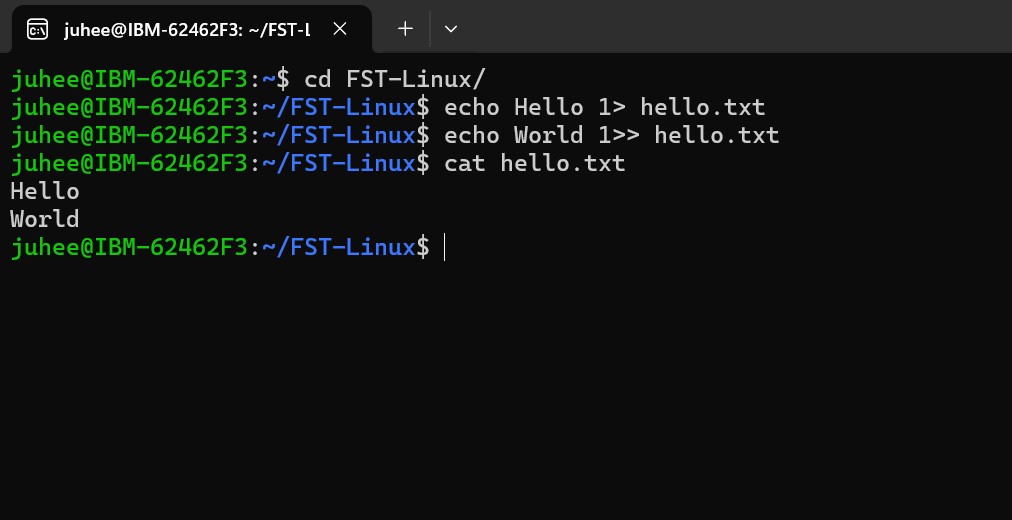 juhee@IBM-62462F3: ~/FST-L
juhee@IBM-62462F3:~$ cd FST-Linux/
juhee@IBM-62462F3:~/FST-Linux$ echo Hello 1> hello.txt
juhee@IBM-62462F3:~/FST-Linux$ echo World 1>> hello.txt
juhee@IBM-62462F3:~/FST-Linux$ cat hello.txt
Hello
World
juhee@IBM-62462F3:~/FST-Linux$